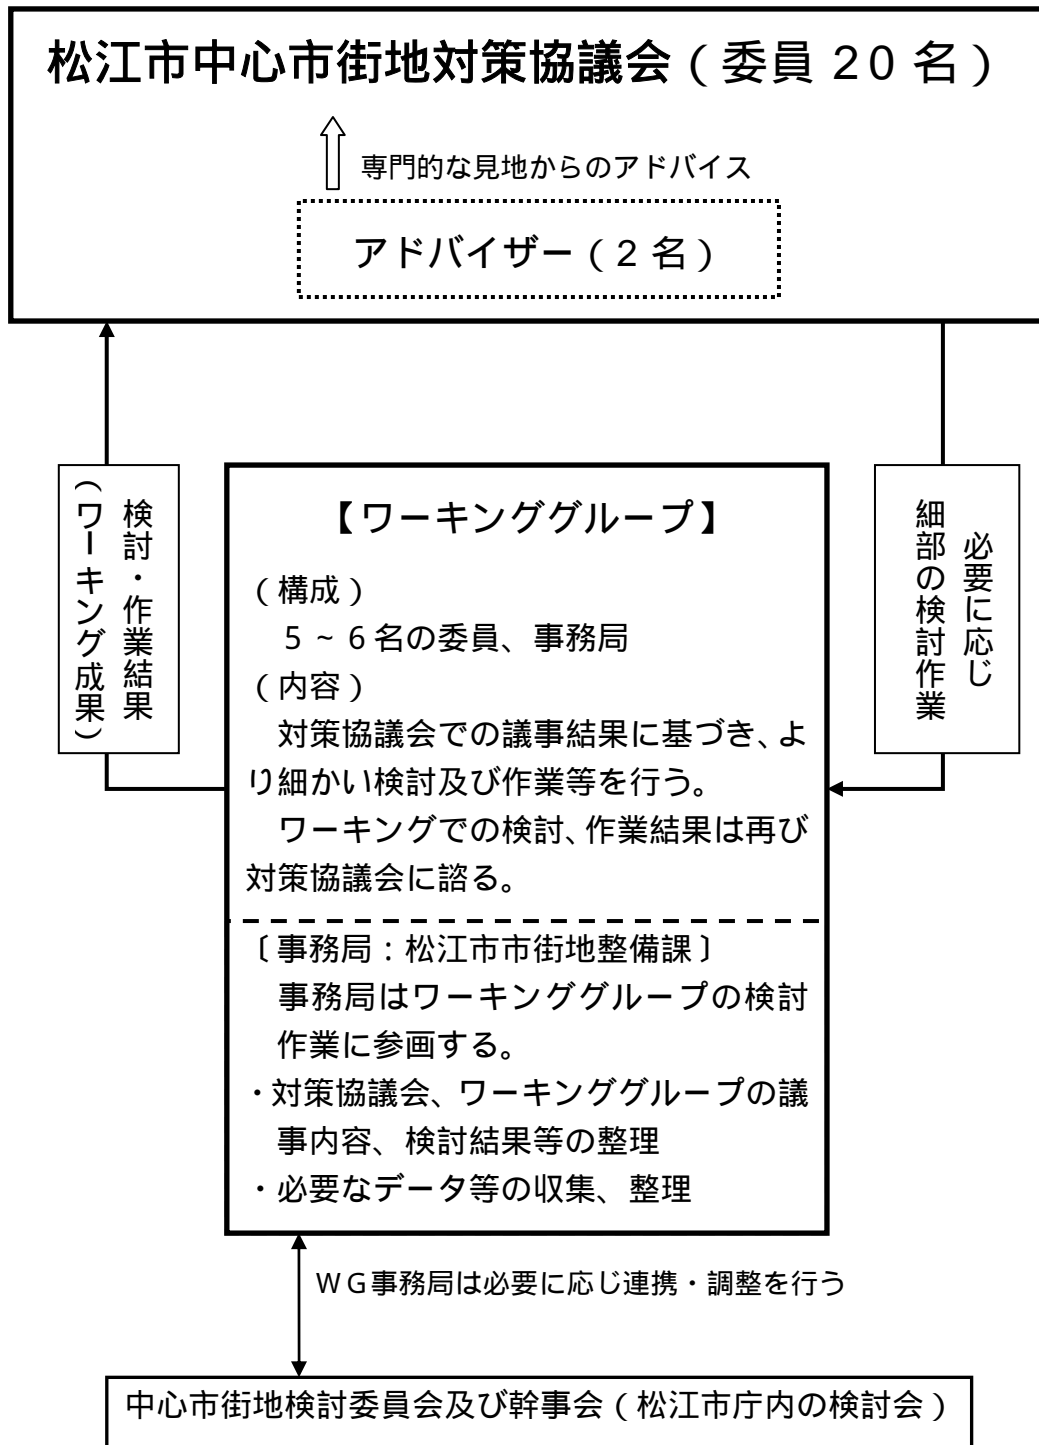 松江市中心市街地対策協議会(委員 20 名)
専門的な見地からのアドバイス
アドバイザー(2 名)
検討・作業結果
(ワーキング成果)
必要に応じ
細部の検討作業
【ワーキンググループ】
(構成)
5 ~ 6 名の委員、事務局
(内容)
対策協議会での議事結果に基づき、よ
り細かい検討及び作業等を行う。
ワーキングでの検討、作業結果は再び
対策協議会に諮る。
〔事務局:松江市市街地整備課〕
事務局はワーキンググループの検討
作業に参画する。
・対策協議会、ワーキンググループの議
事内容、検討結果等の整理
・必要なデータ等の収集、整理
WG事務局は必要に応じ連携・調整を行う
中心市街地検討委員会及び幹事会(松江市庁内の検討会)